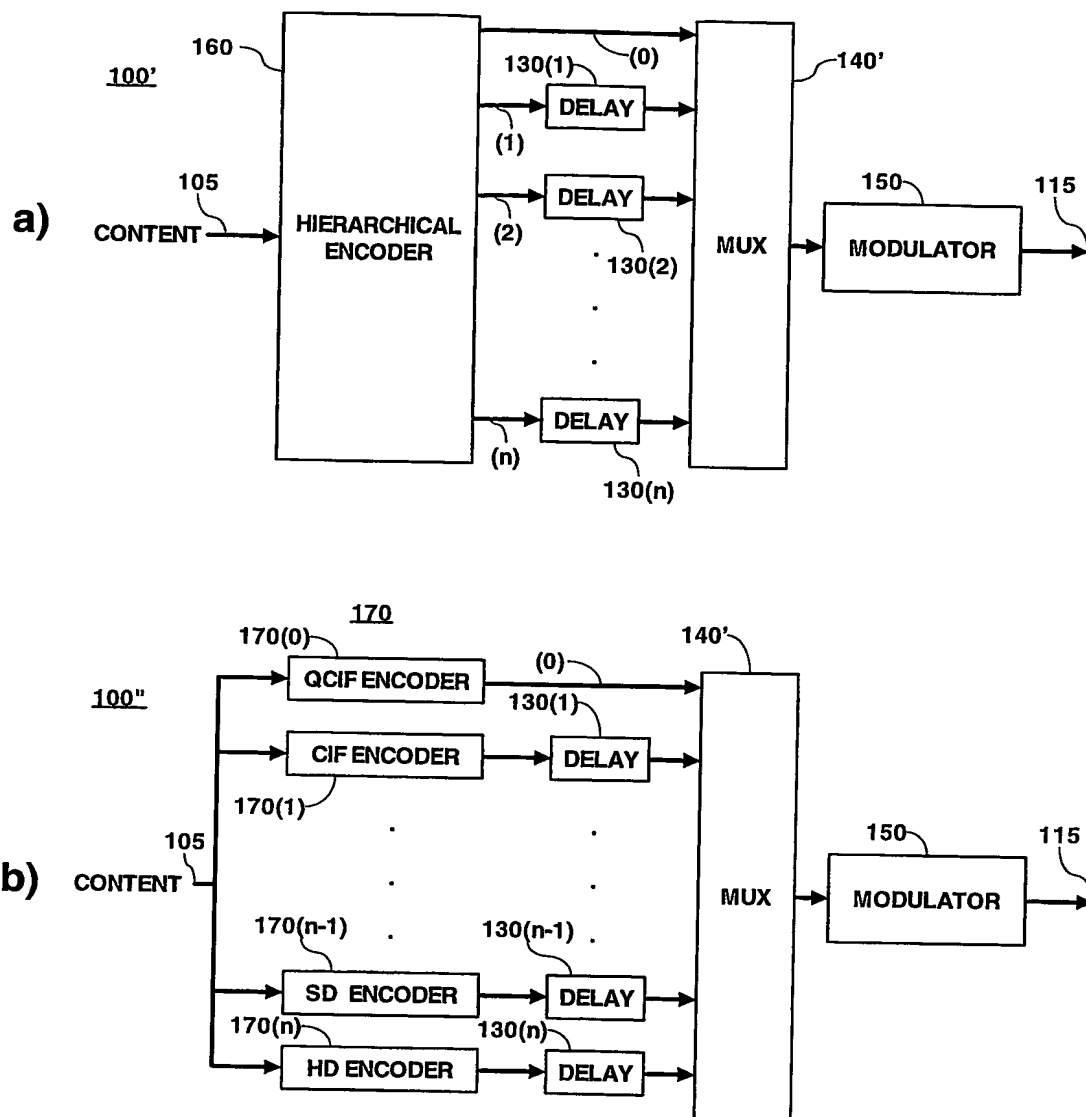 160
(0)
100'
130(1)
140'
DELAY
(1)
105
150
115
a)
CONTENT
HIERARCHICAL
ENCODER
DELAY
(2)
130(2)
MUX
MODULATOR
DELAY
(n)
130(n)
170
170(0)
(0)
140'
100"
QCIF ENCODER
130(1)
CIF ENCODER
DELAY
170(1)
105
150
115
b)
CONTENT
MUX
MODULATOR
170(n-1)
130(n-1)
SD ENCODER
DELAY
170(n)
130(n)
HD ENCODER
DELAY